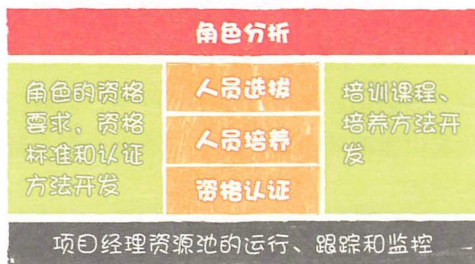 角色分析
角色的资格
要求，资格
标准和认证
方法开发
人员选拔
人员培养
资格认证
培训课程、
培养方法开
发
项目经理资源池的运行、跟踪和监控